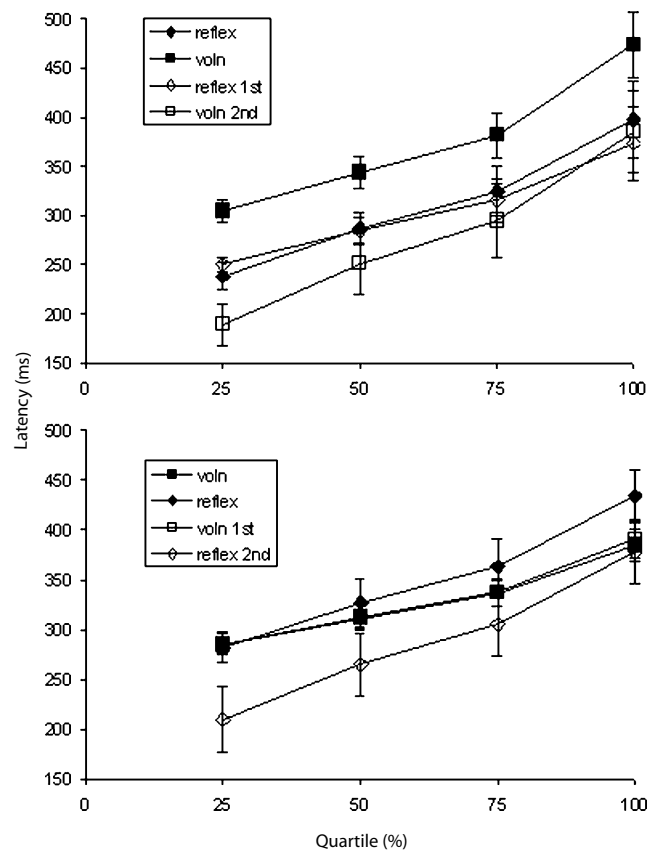 500
450
400
350
300
250
200
150
reflex
voln
reflex 1st
voln 2nd
0 25 50 75 100
Latency (ms)
500
450
400
350
300
250
200
150
voln
reflex
voln 1st
reflex 2nd
0 25 50 75 100
Quartile (%)